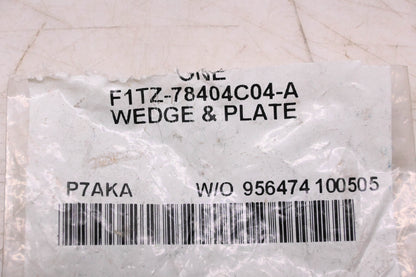 ONE
F1TZ-78404C04-A
WEDGE & PLATE
P7AKA W/O 956474 100505